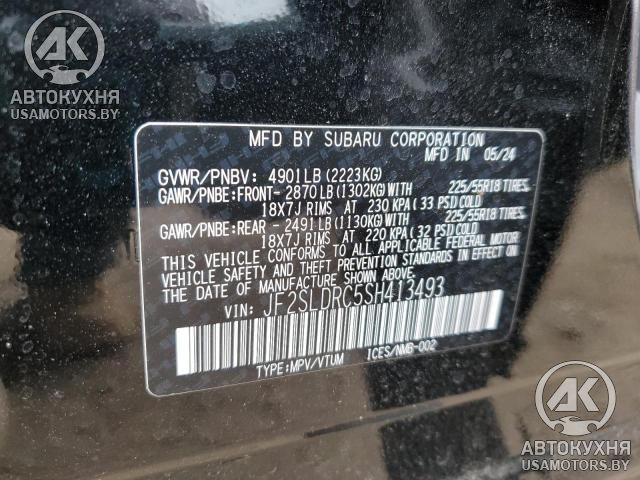 АК
АВТОКУХНЯ
USAMOTORS.BY
MFD BY SUBARU CORPORATION
MFD IN 05/24
GVWR/PNBV: 4901LB (2223KG)
GAWR/PNBE:FRONT- 2870LB (1302KG)WITH 225/55R18 TIRES,
18X7J RIMS AT 230 KPA (33 PSI)COLD
GAWR/PNBE:REAR - 2491LB (1130KG)WITH 225/55R18 TIRES,
18X7J RIMS AT 220 KPA (32 PSI)COLD
THIS VEHICLE CONFORMS TO ALL APPLICABLE FEDERAL MOTOR
VEHICLE SAFETY AND THEFT PREVENTION STANDARDS IN EFFECT ON
THE DATE OF MANUFACTURE SHOWN ABOVE.
VIN: JF2SLDRC5SH413493
TYPE:MPV/VTUM ICES/NMB-002
АК
АВТОКУХНЯ
USAMOTORS.BY